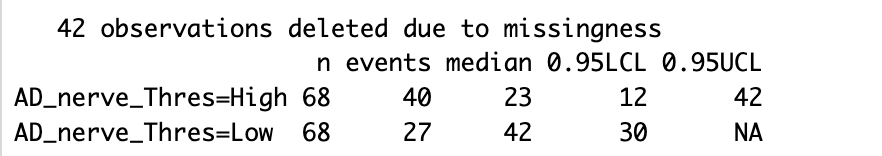 42 observations deleted due to missingness
n events median 0.95LCL 0.95UCL
AD_nerve_Thres=High 68 40 23 12 42
AD_nerve_Thres=Low 68 27 42 30 NA